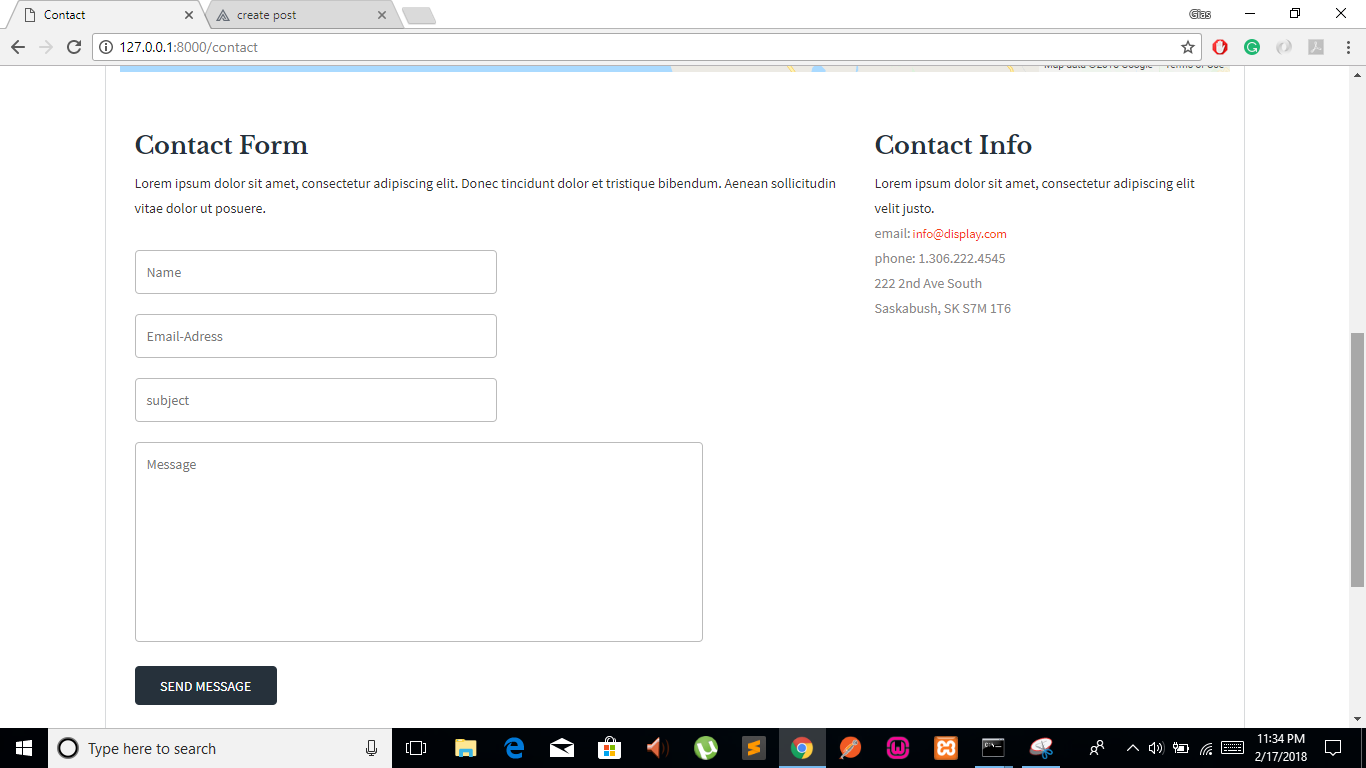 Contact
create post
Gias
127.0.0.1:8000/contact
Map data ©2018 Google
Terms of Use
Contact Form
Lorem ipsum dolor sit amet, consectetur adipiscing elit. Donec tincidunt dolor et tristique bibendum. Aenean sollicitudin
vitae dolor ut posuere.
Name
Email-Adress
subject
Message
SEND MESSAGE
Contact Info
Lorem ipsum dolor sit amet, consectetur adipiscing elit
velit justo.
email: info@display.com
phone: 1.306.222.4545
222 2nd Ave South
Saskabush, SK S7M 1T6
Type here to search
11:34 PM
2/17/2018